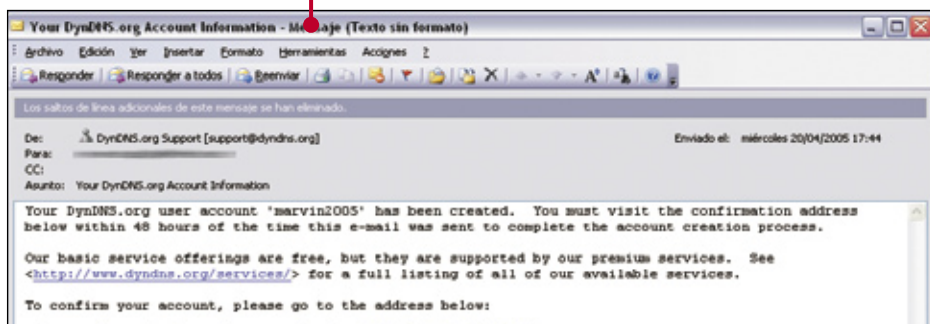 Your DynDNS.org Account Information - Mensaje (Texto sin formato)
Archivo Edición Ver Insertar Formato Herramientas Acciones ?
Responder Responder a todos Reenviar
Los saltos de línea adicionales de este mensaje se han eliminado.
De: DynDNS.org Support [support@dyndns.org] Enviado el: miércoles 20/04/2005 17:44
Para:
CC:
Asunto: Your DynDNS.org Account Information
Your DynDNS.org user account 'marvin2005' has been created. You must visit the confirmation address
below within 48 hours of the time this e-mail was sent to complete the account creation process.
Our basic service offerings are free, but they are supported by our premium services. See
<http://www.dyndns.org/services/> for a full listing of all of our available services.
To confirm your account, please go to the address below: